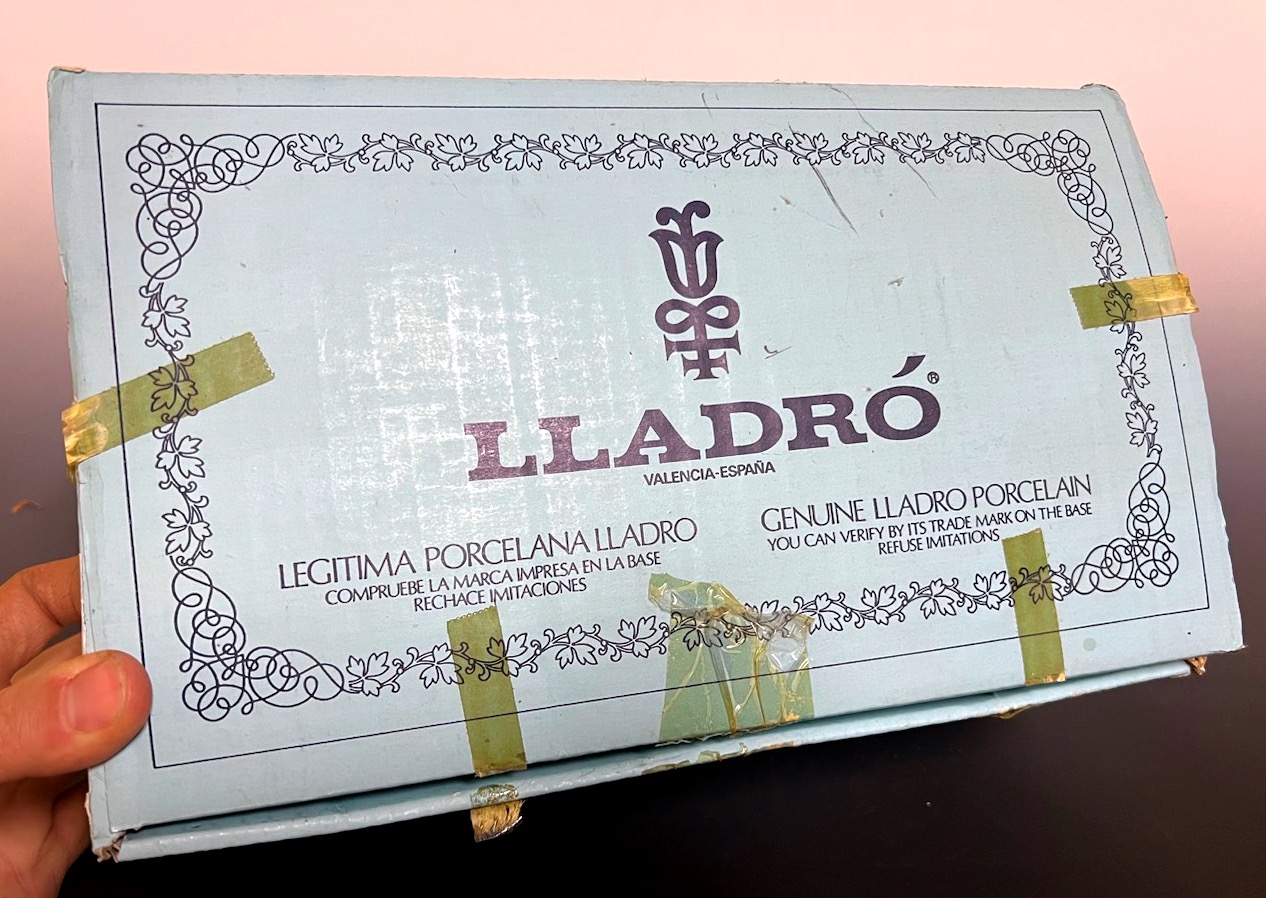 LLADRÓ®
VALENCIA-ESPAÑA
LEGITIMA PORCELANA LLADRO
COMPRUEBE LA MARCA IMPRESA EN LA BASE
RECHACE IMITACIONES
GENUINE LLADRO PORCELAIN
YOU CAN VERIFY BY ITS TRADE MARK ON THE BASE
REFUSE IMITATIONS